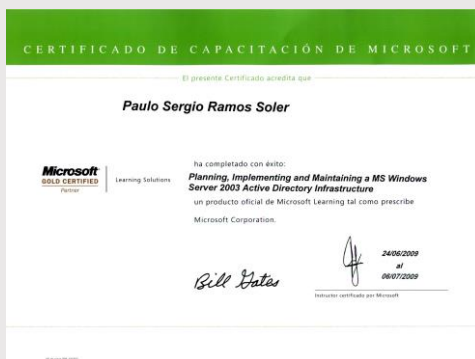 CERTIFICADO DE CAPACITACIÓN DE MICROSOFT
El presente Certificado acredita que
Paulo Sergio Ramos Soler
Microsoft
GOLD CERTIFIED
Partner
Learning Solutions
ha completado con éxito:
Planning, Implementing and Maintaining a MS Windows
Server 2003 Active Directory Infrastructure
un producto oficial de Microsoft Learning tal como prescribe
Microsoft Corporation.
Bill Gates
24/06/2009
al
06/07/2009
Instructor certificado por Microsoft